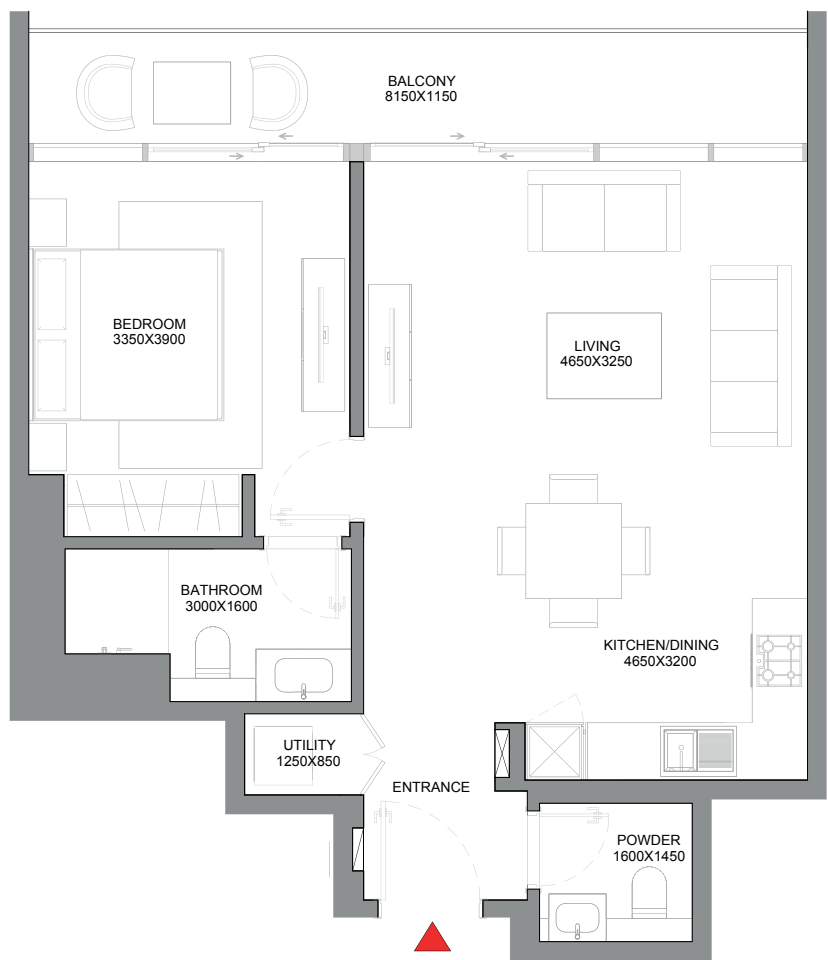 BALCONY
8150X1150
BEDROOM
3350X3900
LIVING
4650X3250
BATHROOM
3000X1600
KITCHEN/DINING
4650X3200
UTILITY
1250X850
ENTRANCE
POWDER
1600X1450